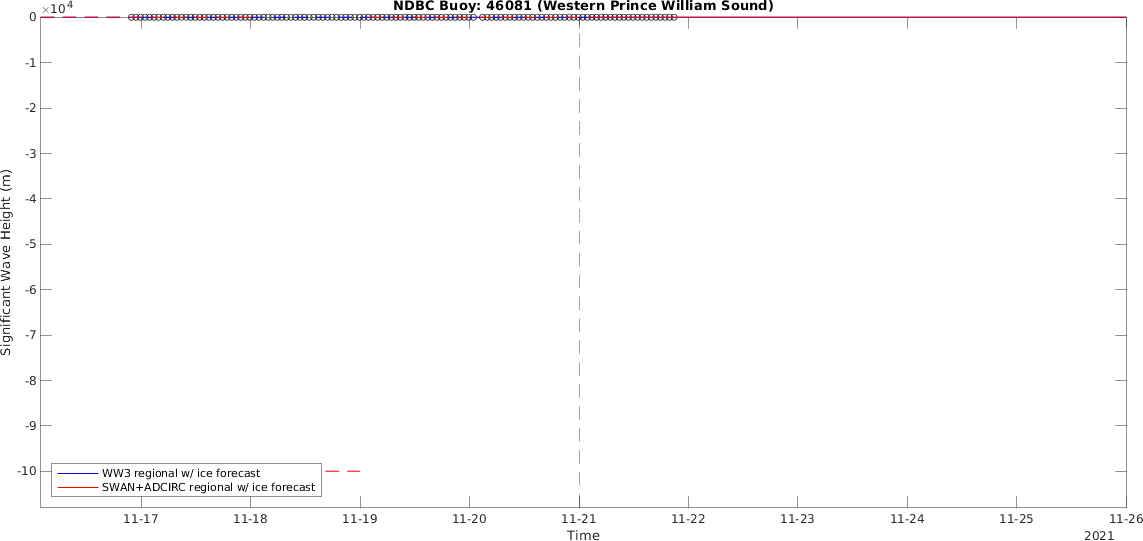 NDBC Buoy: 46081 (Western Prince William Sound)
×10⁴
0
-1
-2
-3
-4
-5
-6
-7
-8
-9
-10
Significant Wave Height (m)
WW3 regional w/ ice forecast
SWAN+ADCIRC regional w/ ice forecast
11-17 11-18 11-19 11-20 11-21 11-22 11-23 11-24 11-25 11-26
Time
2021